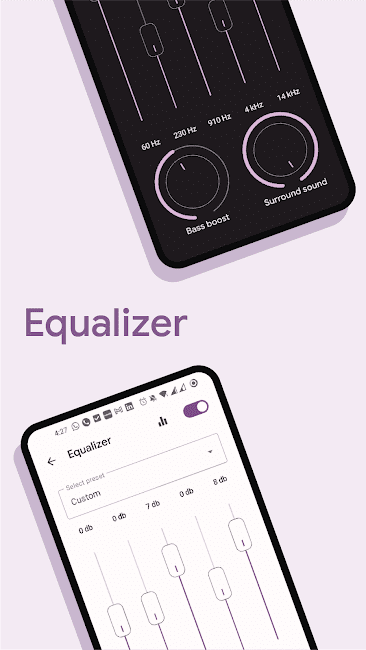 60 Hz 230 Hz 910 Hz 4 kHz 14 kHz
Bass boost Surround sound
Equalizer
4:27
Equalizer
Select preset
Custom
0 db 0 db 7 db 0 db 8 db